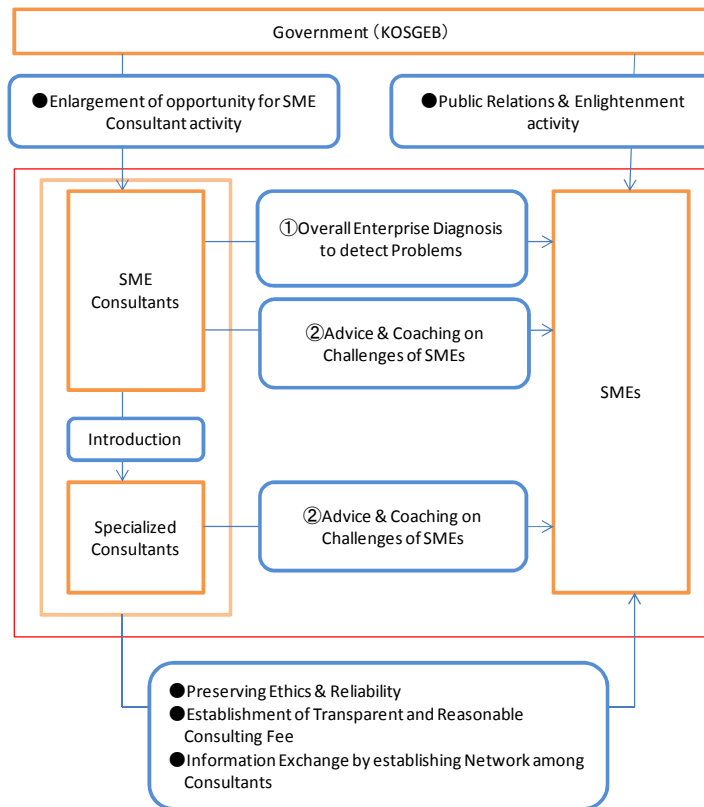 Government (KOSGEB)
●Enlargement of opportunity for SME
Consultant activity
●Public Relations & Enlightenment
activity
SME
Consultants
①Overall Enterprise Diagnosis
to detect Problems
②Advice & Coaching on
Challenges of SMEs
SMEs
Introduction
Specialized
Consultants
②Advice & Coaching on
Challenges of SMEs
●Preserving Ethics & Reliability
●Establishment of Transparent and Reasonable
Consulting Fee
●Information Exchange by establishing Network among
Consultants